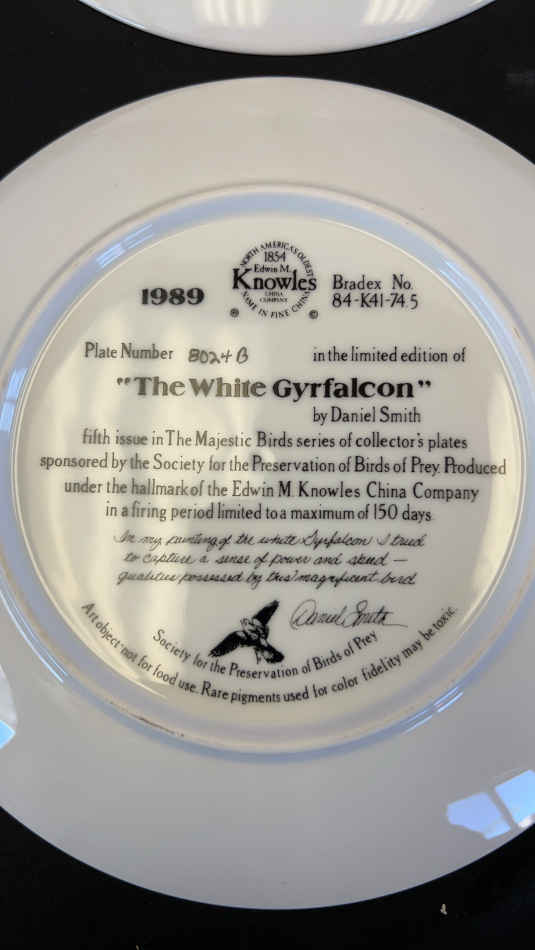 NORTH AMERICA'S OLDEST
1854
Edwin M.
Knowles
CHINA
COMPANY
NAME IN FINE CHINA
® ©
1989
Bradex No.
84-K41-74.5
Plate Number 8024 B in the limited edition of
"The White Gyrfalcon"
by Daniel Smith
fifth issue in The Majestic Birds series of collector's plates
sponsored by the Society for the Preservation of Birds of Prey. Produced
under the hallmark of the Edwin M. Knowles China Company
in a firing period limited to a maximum of 150 days
In my painting of the white Gyrfalcon I tried
to capture a sense of power and speed —
qualities possessed by this magnificent bird
Daniel Smith
Society for the Preservation of Birds of Prey
Art object not for food use. Rare pigments used for color fidelity may be toxic.